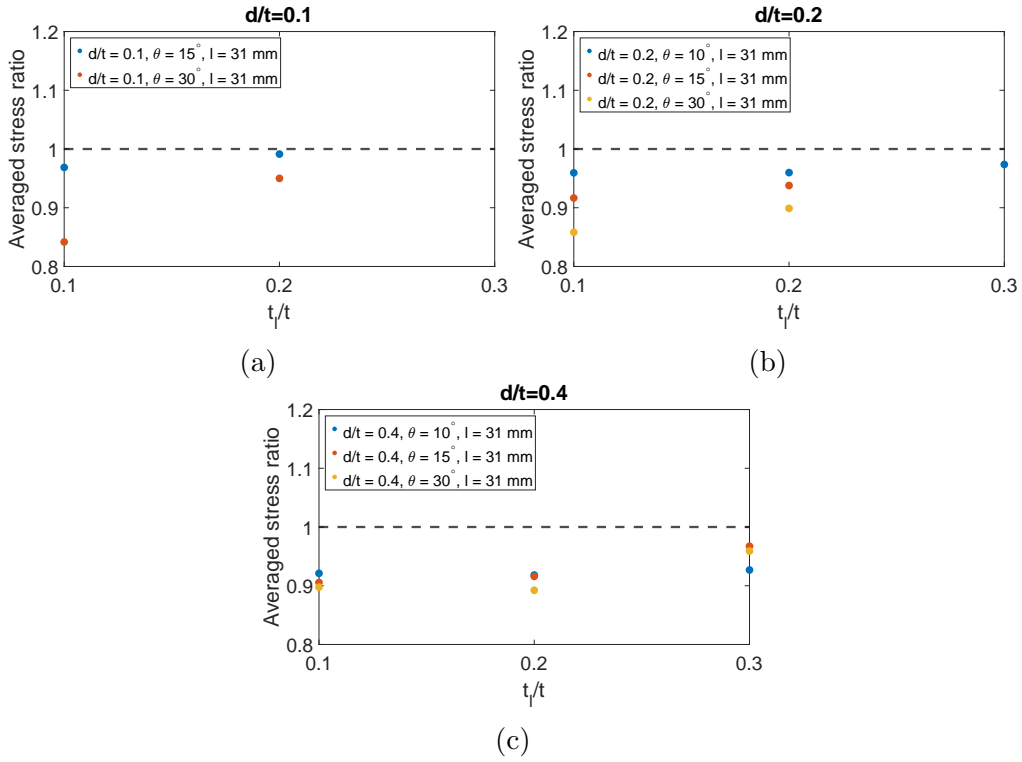 d/t=0.1
1.2
1.1
1
0.9
0.8
Averaged stress ratio
d/t = 0.1, θ = 15°, l = 31 mm
d/t = 0.1, θ = 30°, l = 31 mm
0.1
0.2
0.3
t_l/t
(a)
d/t=0.2
1.2
1.1
1
0.9
0.8
Averaged stress ratio
d/t = 0.2, θ = 10°, l = 31 mm
d/t = 0.2, θ = 15°, l = 31 mm
d/t = 0.2, θ = 30°, l = 31 mm
0.1
0.2
0.3
t_l/t
(b)
d/t=0.4
1.2
1.1
1
0.9
0.8
Averaged stress ratio
d/t = 0.4, θ = 10°, l = 31 mm
d/t = 0.4, θ = 15°, l = 31 mm
d/t = 0.4, θ = 30°, l = 31 mm
0.1
0.2
0.3
t_l/t
(c)